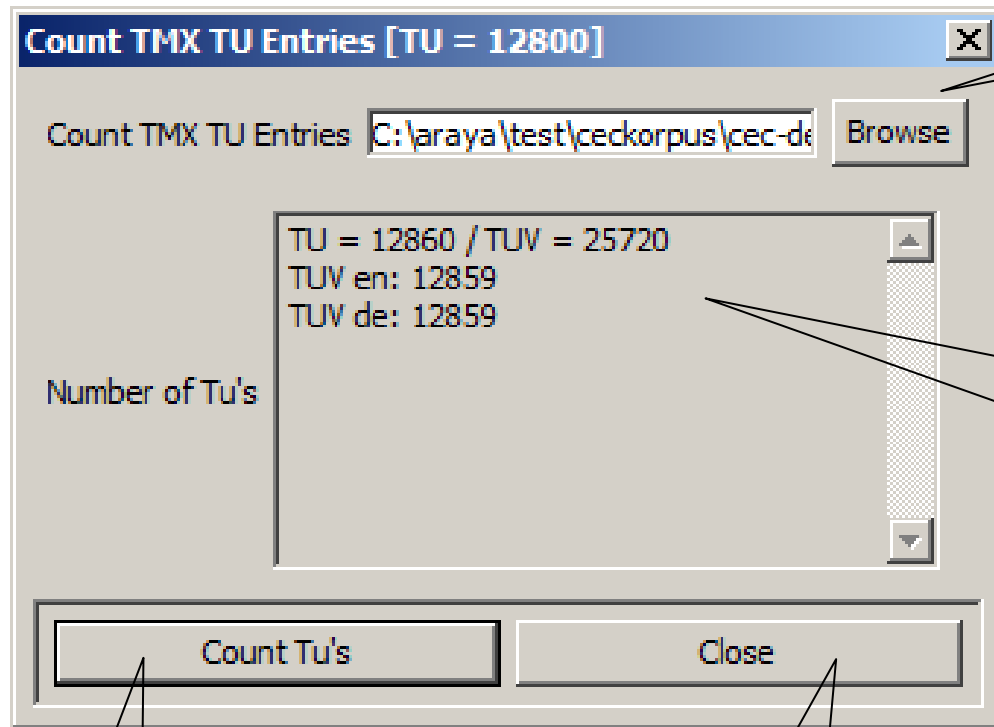 Count TMX TU Entries [TU = 12800]
Count TMX TU Entries C:\araya\test\ceckorpus\cec-de Browse
TU = 12860 / TUV = 25720
TUV en: 12859
TUV de: 12859
Number of Tu's
Count Tu's Close